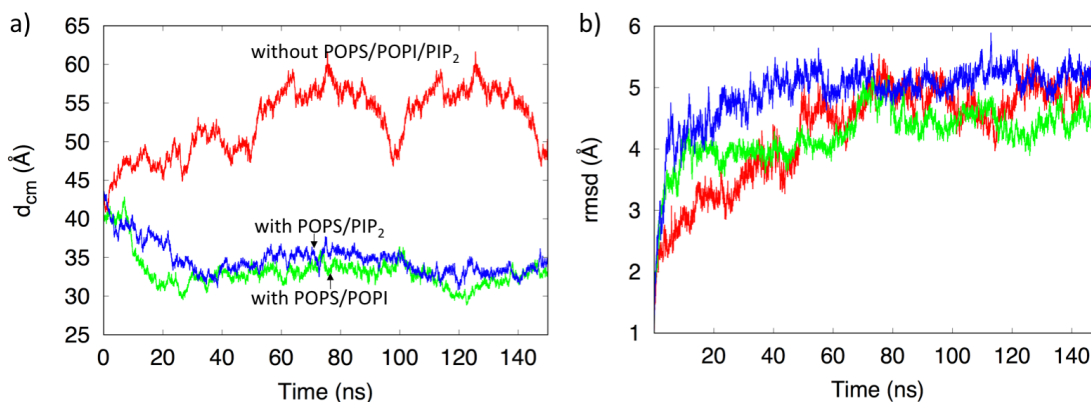 a)
65
60
55
50
45
40
35
30
25
d_cm (Å)
without POPS/POPI/PIP₂
with POPS/PIP₂
with POPS/POPI
0 20 40 60 80 100 120 140
Time (ns)
b)
6
5
4
3
2
1
rmsd (Å)
20 40 60 80 100 120 140
Time (ns)